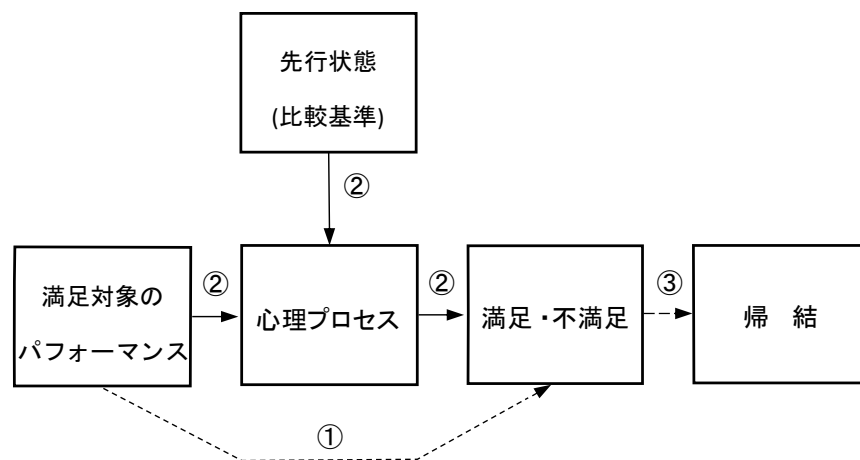 先行状態
(比較基準)
②
満足対象の
パフォーマンス
②
心理プロセス
②
満足・不満足
③
帰　結
①